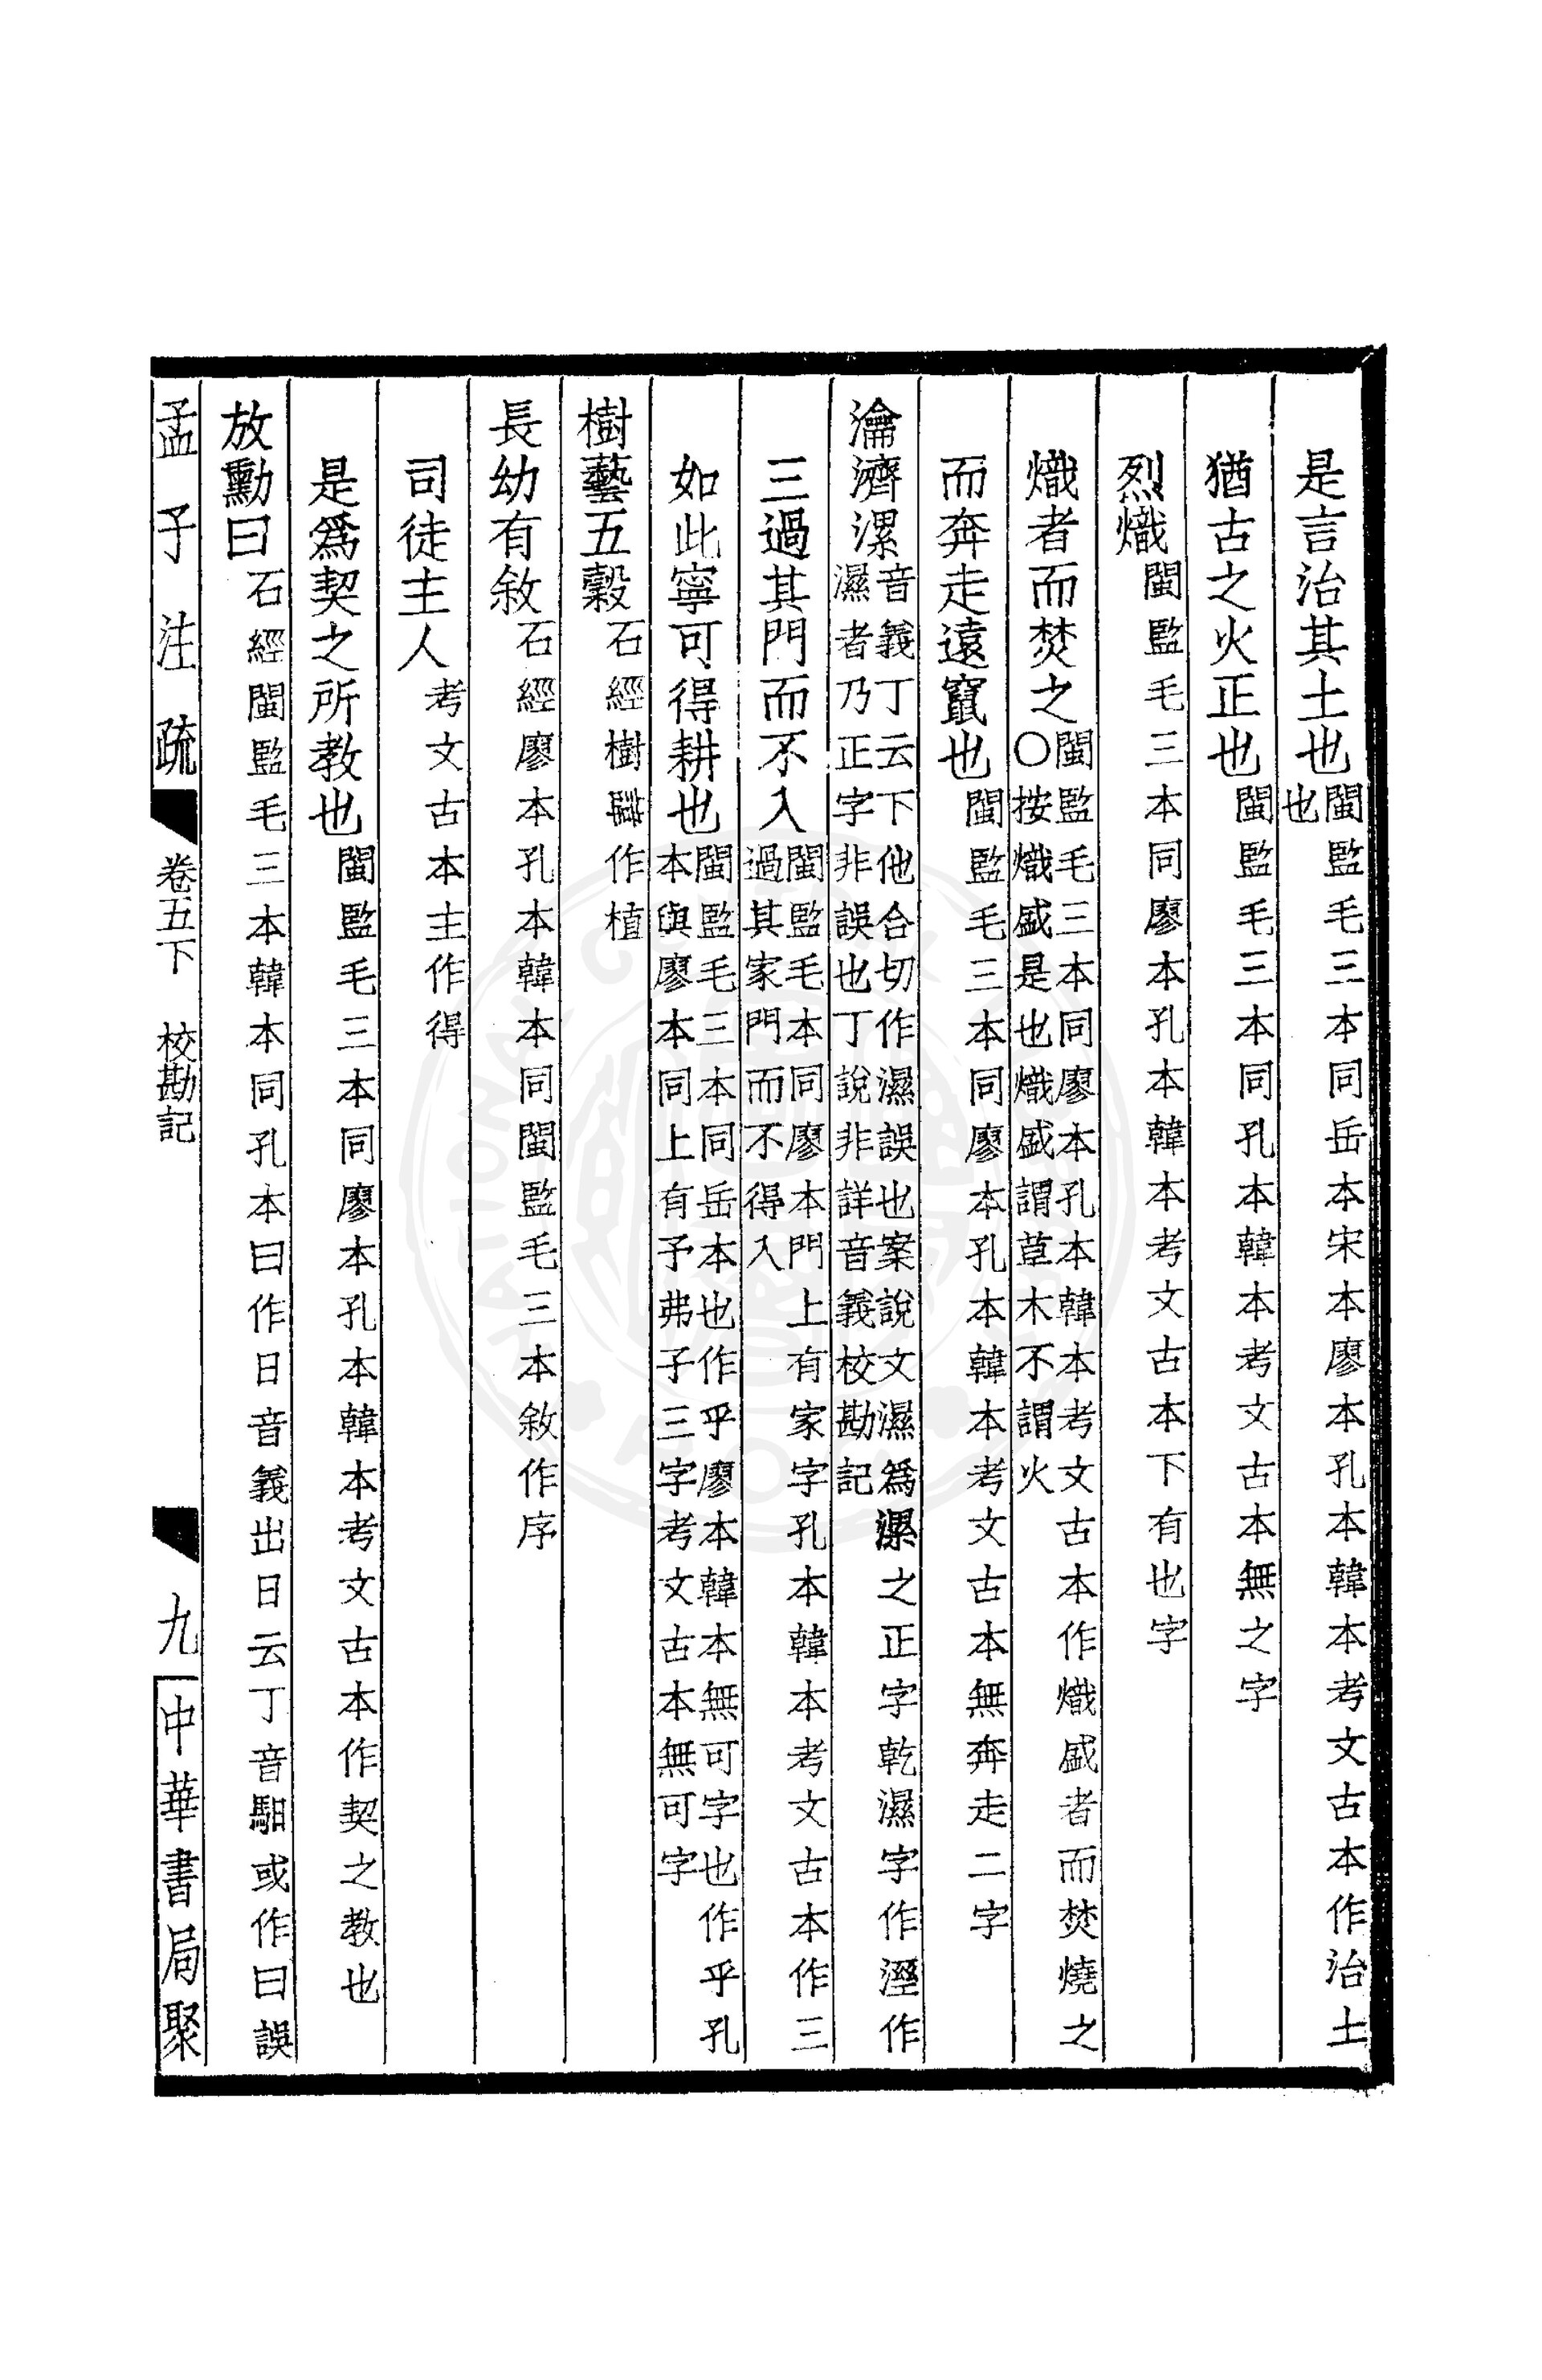 是言治其土也閩監毛三本同岳本宋本廖本孔本韓本考文古本作治土
也
猶古之火正也閩監毛三本同孔本韓本考文古本無之字
烈熾閩監毛三本同廖本孔本韓本考文古本下有也字
熾者而焚之閩監毛三本同廖本孔本韓本考文古本作熾盛者而焚燒之
○按熾盛是也熾盛謂草木不謂火
而奔走遠竄也閩監毛三本同廖本孔本韓本考文古本無奔走二字
瀹濟漯音義丁云下他合切作濕誤也案說文濕爲漯之正字乾濕字作溼作
濕者乃正字非誤也丁說非詳音義校勘記
三過其門而不入閩監毛本同廖本門上有家字孔本韓本考文古本作三
過其家門而不得入
如此寧可得耕也閩監毛三本同岳本也作乎廖本韓本無可字也作乎孔
本與廖本同上有予弗子三字考文古本無可字
樹藝五穀石經樹諱作植
長幼有敘石經廖本孔本韓本同閩監毛三本敘作序
司徒主人考文古本主作得
是爲契之所教也閩監毛三本同廖本孔本韓本考文古本作契之教也
放勳曰石經閩監毛三本韓本同孔本曰作日音義出日云丁音馹或作曰誤
孟子注疏 卷五下 校勘記 九 中華書局聚